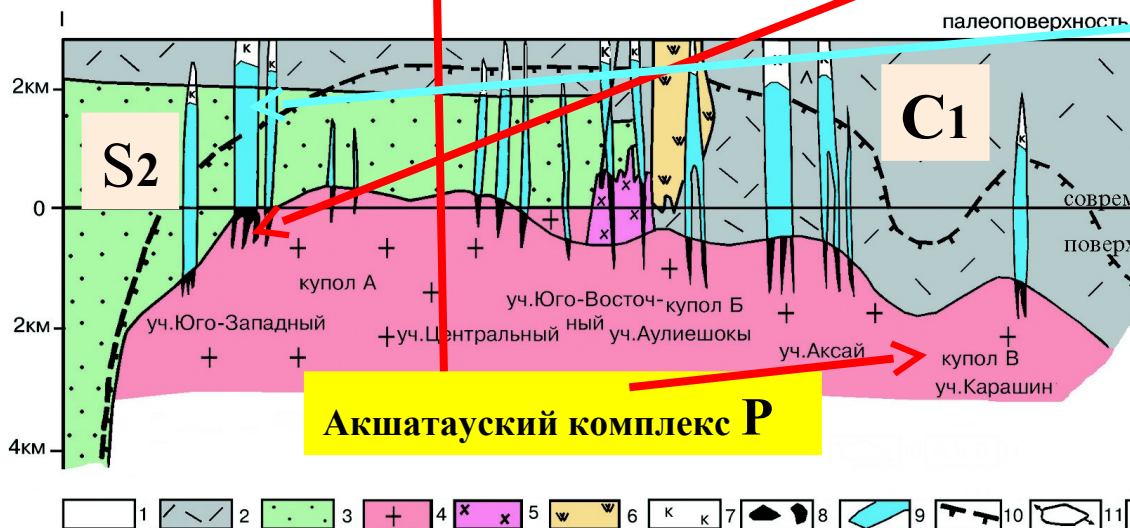 I
палеоповерхность
2км
S2
C1
0
соврем
поверх
купол А
уч.Юго-Западный
уч.Центральный
уч.Юго-Восточ-
ный
купол Б
уч.Аулиешокы
2км
уч.Аксай
купол В
уч.Карашин
Акшатауский комплекс P
4км
1 2 3 4 5 6 7 8 9 10 11